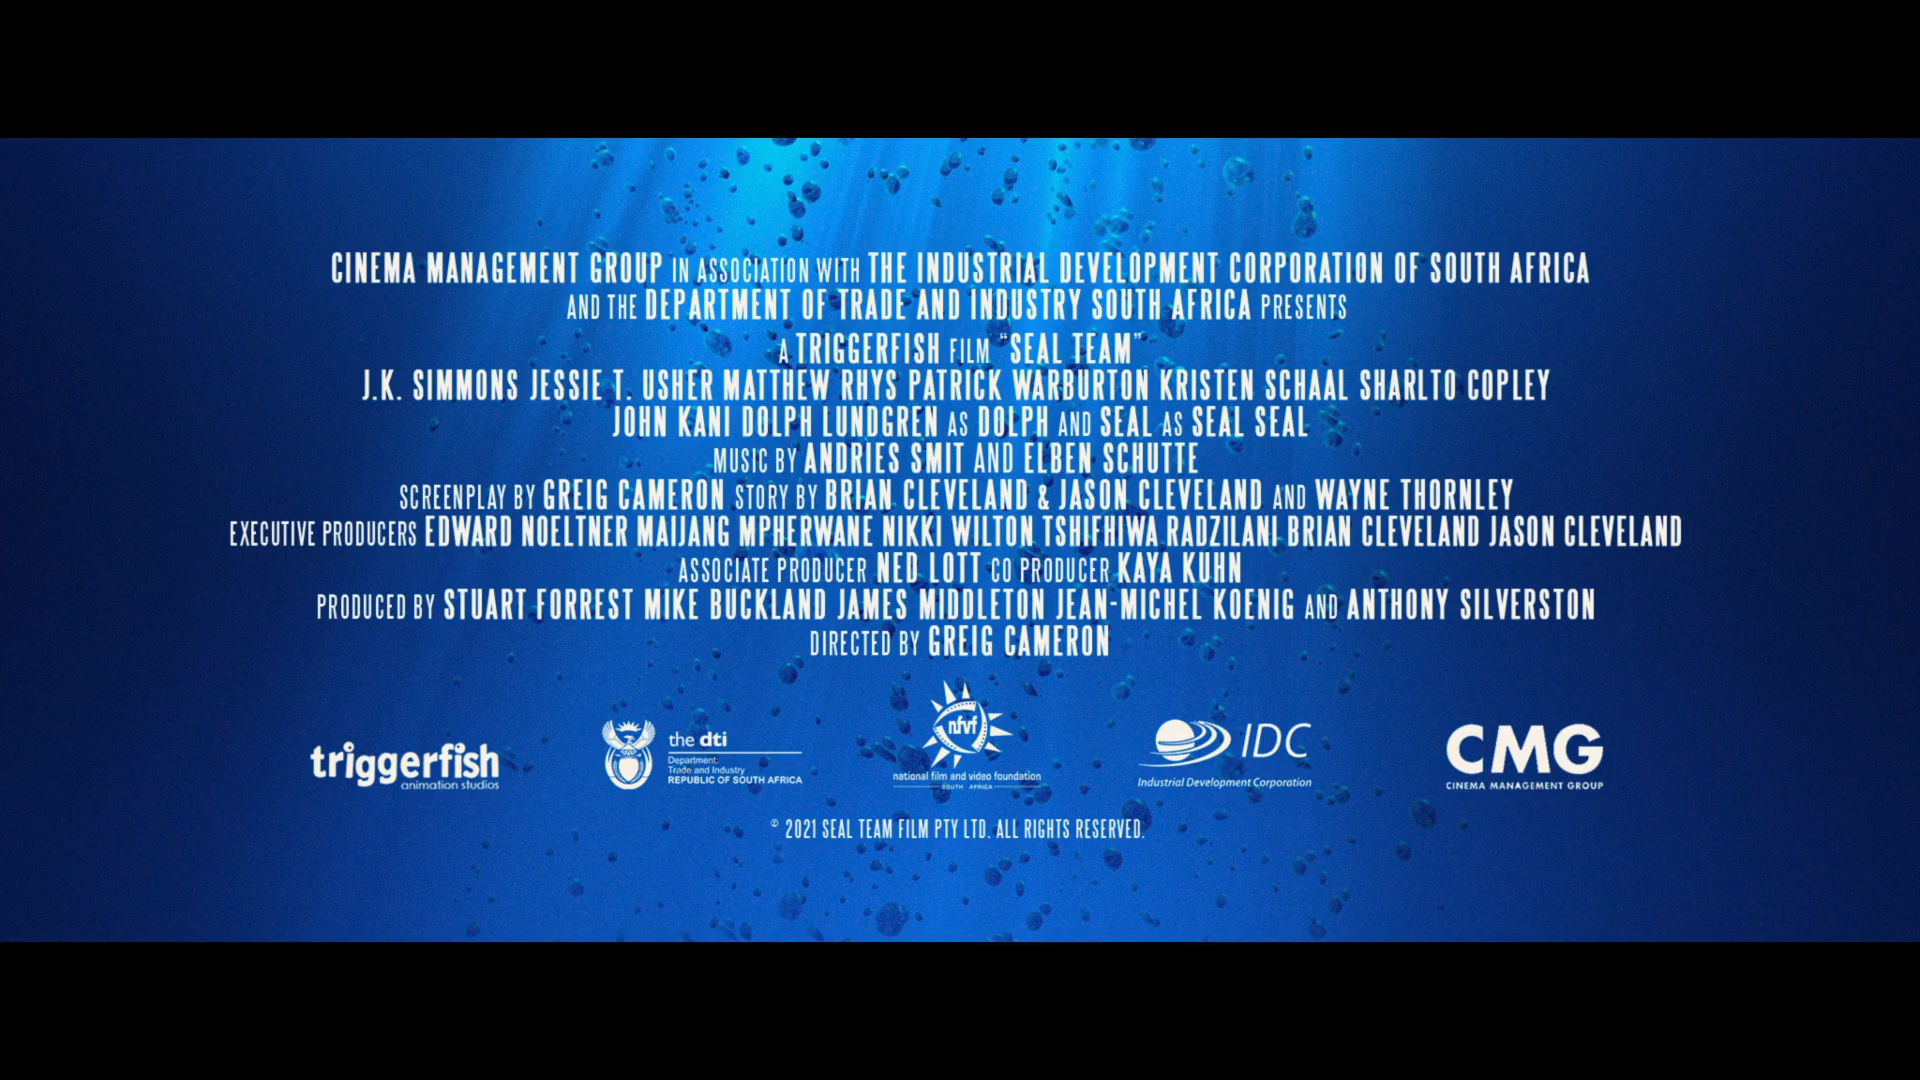 CINEMA MANAGEMENT GROUP IN ASSOCIATION WITH THE INDUSTRIAL DEVELOPMENT CORPORATION OF SOUTH AFRICA
AND THE DEPARTMENT OF TRADE AND INDUSTRY SOUTH AFRICA PRESENTS
A TRIGGERFISH FILM “SEAL TEAM”
J.K. SIMMONS JESSIE T. USHER MATTHEW RHYS PATRICK WARBURTON KRISTEN SCHAAL SHARLTO COPLEY
JOHN KANI DOLPH LUNDGREN AS DOLPH AND SEAL AS SEAL SEAL
MUSIC BY ANDRIES SMIT AND ELBEN SCHUTTE
SCREENPLAY BY GREIG CAMERON STORY BY BRIAN CLEVELAND & JASON CLEVELAND AND WAYNE THORNLEY
EXECUTIVE PRODUCERS EDWARD NOELTNER MAIJANG MPHERWANE NIKKI WILTON TSHIFHIWA RADZILANI BRIAN CLEVELAND JASON CLEVELAND
ASSOCIATE PRODUCER NED LOTT CO PRODUCER KAYA KUHN
PRODUCED BY STUART FORREST MIKE BUCKLAND JAMES MIDDLETON JEAN-MICHEL KOENIG AND ANTHONY SILVERSTON
DIRECTED BY GREIG CAMERON
triggerfish
animation studios
the dti
Department:
Trade and Industry
REPUBLIC OF SOUTH AFRICA
nfvf
national film and video foundation
SOUTH AFRICA
IDC
Industrial Development Corporation
CMG
CINEMA MANAGEMENT GROUP
© 2021 SEAL TEAM FILM PTY LTD. ALL RIGHTS RESERVED.